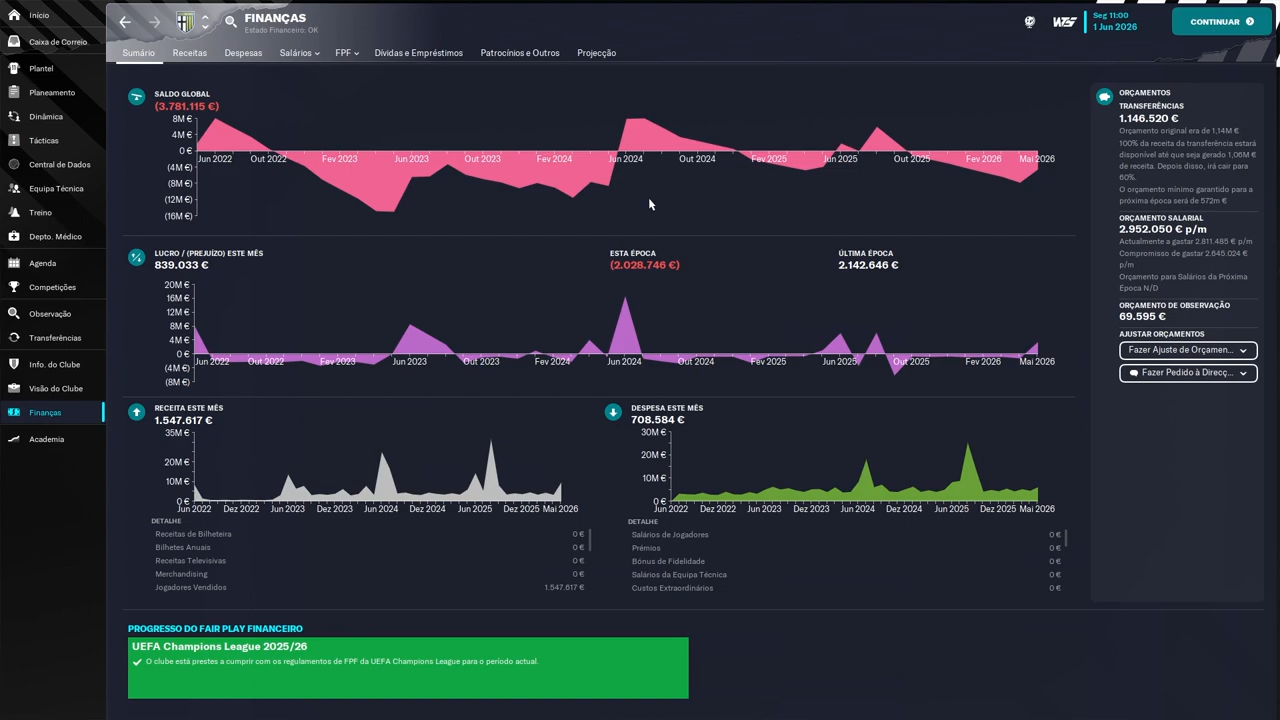 Início
Caixa de Correio
Plantel
Planeamento
Dinâmica
Tácticas
Central de Dados
Equipa Técnica
Treino
Depto. Médico
Agenda
Competições
Observação
Transferências
Info. do Clube
Visão do Clube
Finanças
Academia
FINANÇAS
Estado Financeiro: OK
Seg 11:00
1 Jun 2026
CONTINUAR
Sumário Receitas Despesas Salários FPF Dívidas e Empréstimos Patrocínios e Outros Projecção
SALDO GLOBAL
(3.781.115 €)
8M €
4M €
0 €
(4M €)
(8M €)
(12M €)
(16M €)
Jun 2022 Out 2022 Fev 2023 Jun 2023 Out 2023 Fev 2024 Jun 2024 Out 2024 Fev 2025 Jun 2025 Out 2025 Fev 2026 Mai 2026
LUCRO / (PREJUÍZO) ESTE MÊS
839.033 €
ESTA ÉPOCA
(2.028.746 €)
ÚLTIMA ÉPOCA
2.142.646 €
20M €
16M €
12M €
8M €
4M €
0 €
(4M €)
(8M €)
Jun 2022 Out 2022 Fev 2023 Jun 2023 Out 2023 Fev 2024 Jun 2024 Out 2024 Fev 2025 Jun 2025 Out 2025 Fev 2026 Mai 2026
RECEITA ESTE MÊS
1.547.617 €
35M €
20M €
10M €
0 €
Jun 2022 Dez 2022 Jun 2023 Dez 2023 Jun 2024 Dez 2024 Jun 2025 Dez 2025 Mai 2026
DETALHE
Receitas de Bilheteira 0 €
Bilhetes Anuais 0 €
Receitas Televisivas 0 €
Merchandising 0 €
Jogadores Vendidos 1.547.617 €
DESPESA ESTE MÊS
708.584 €
30M €
20M €
10M €
0 €
Jun 2022 Dez 2022 Jun 2023 Dez 2023 Jun 2024 Dez 2024 Jun 2025 Dez 2025 Mai 2026
DETALHE
Salários de Jogadores 0 €
Prémios 0 €
Bónus de Fidelidade 0 €
Salários da Equipa Técnica 0 €
Custos Extraordinários 0 €
PROGRESSO DO FAIR PLAY FINANCEIRO
UEFA Champions League 2025/26
O clube está prestes a cumprir com os regulamentos de FPF da UEFA Champions League para o período actual.
ORÇAMENTOS
TRANSFERÊNCIAS
1.146.520 €
Orçamento original era de 1,14M €
100% da receita da transferência estará
disponível até que seja gerado 1,06M €
de receita. Depois disso, irá cair para
60%.
O orçamento mínimo garantido para a
próxima época será de 572m €
ORÇAMENTO SALARIAL
2.952.050 € p/m
Actualmente a gastar 2.811.485 € p/m
Compromisso de gastar 2.645.024 €
p/m
Orçamento para Salários da Próxima
Época N/D
ORÇAMENTO DE OBSERVAÇÃO
69.595 €
AJUSTAR ORÇAMENTOS
Fazer Ajuste de Orçamen...
Fazer Pedido à Direcç...